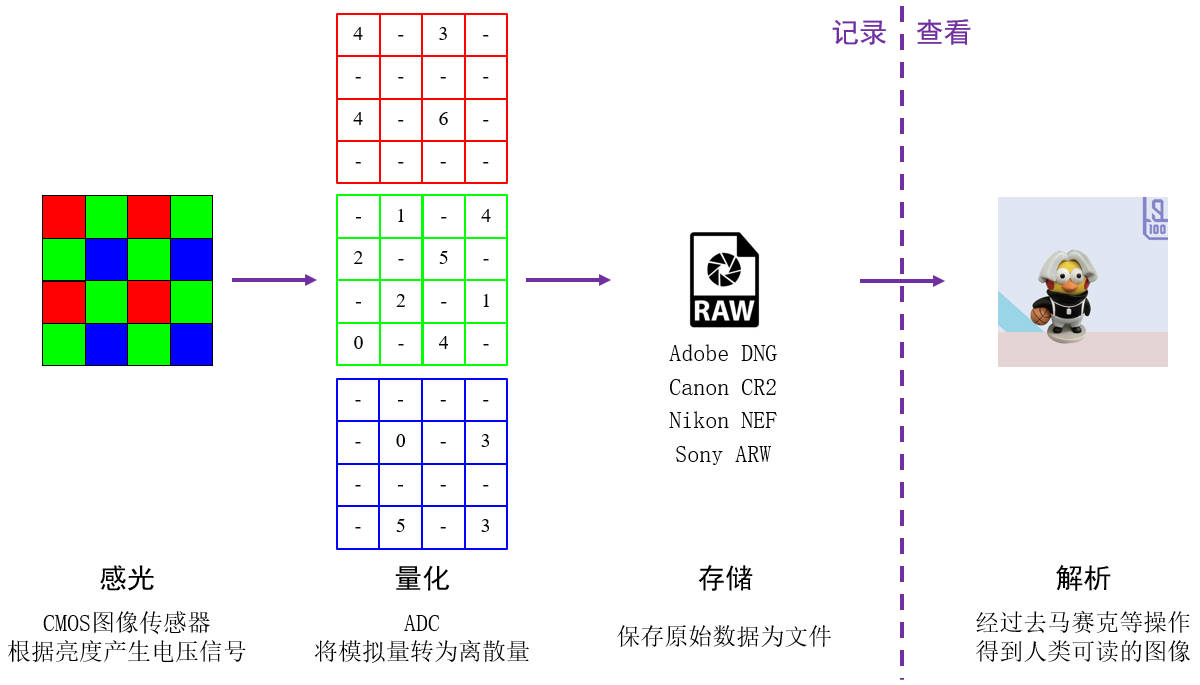 记录 查看
4 - 3 -
- - - -
4 - 6 -
- - - -
- 1 - 4
2 - 5 -
- 2 - 1
0 - 4 -
- - - -
- 0 - 3
- - - -
- 5 - 3
RAW
Adobe DNG
Canon CR2
Nikon NEF
Sony ARW
100
感光
CMOS图像传感器
根据亮度产生电压信号
量化
ADC
将模拟量转为离散量
存储
保存原始数据为文件
解析
经过去马赛克等操作
得到人类可读的图像